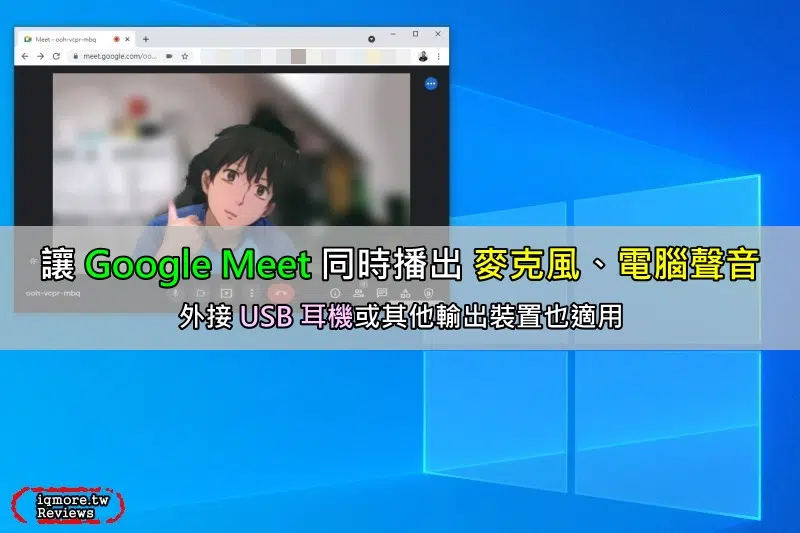 Meet - ooh-vcpr-mbq
meet.google.com/oo...
讓 Google Meet 同時播出 麥克風、電腦聲音
ooh-vcpr-mbq
外接 USB 耳機或其他輸出裝置也適用
iqmore.tw
Reviews